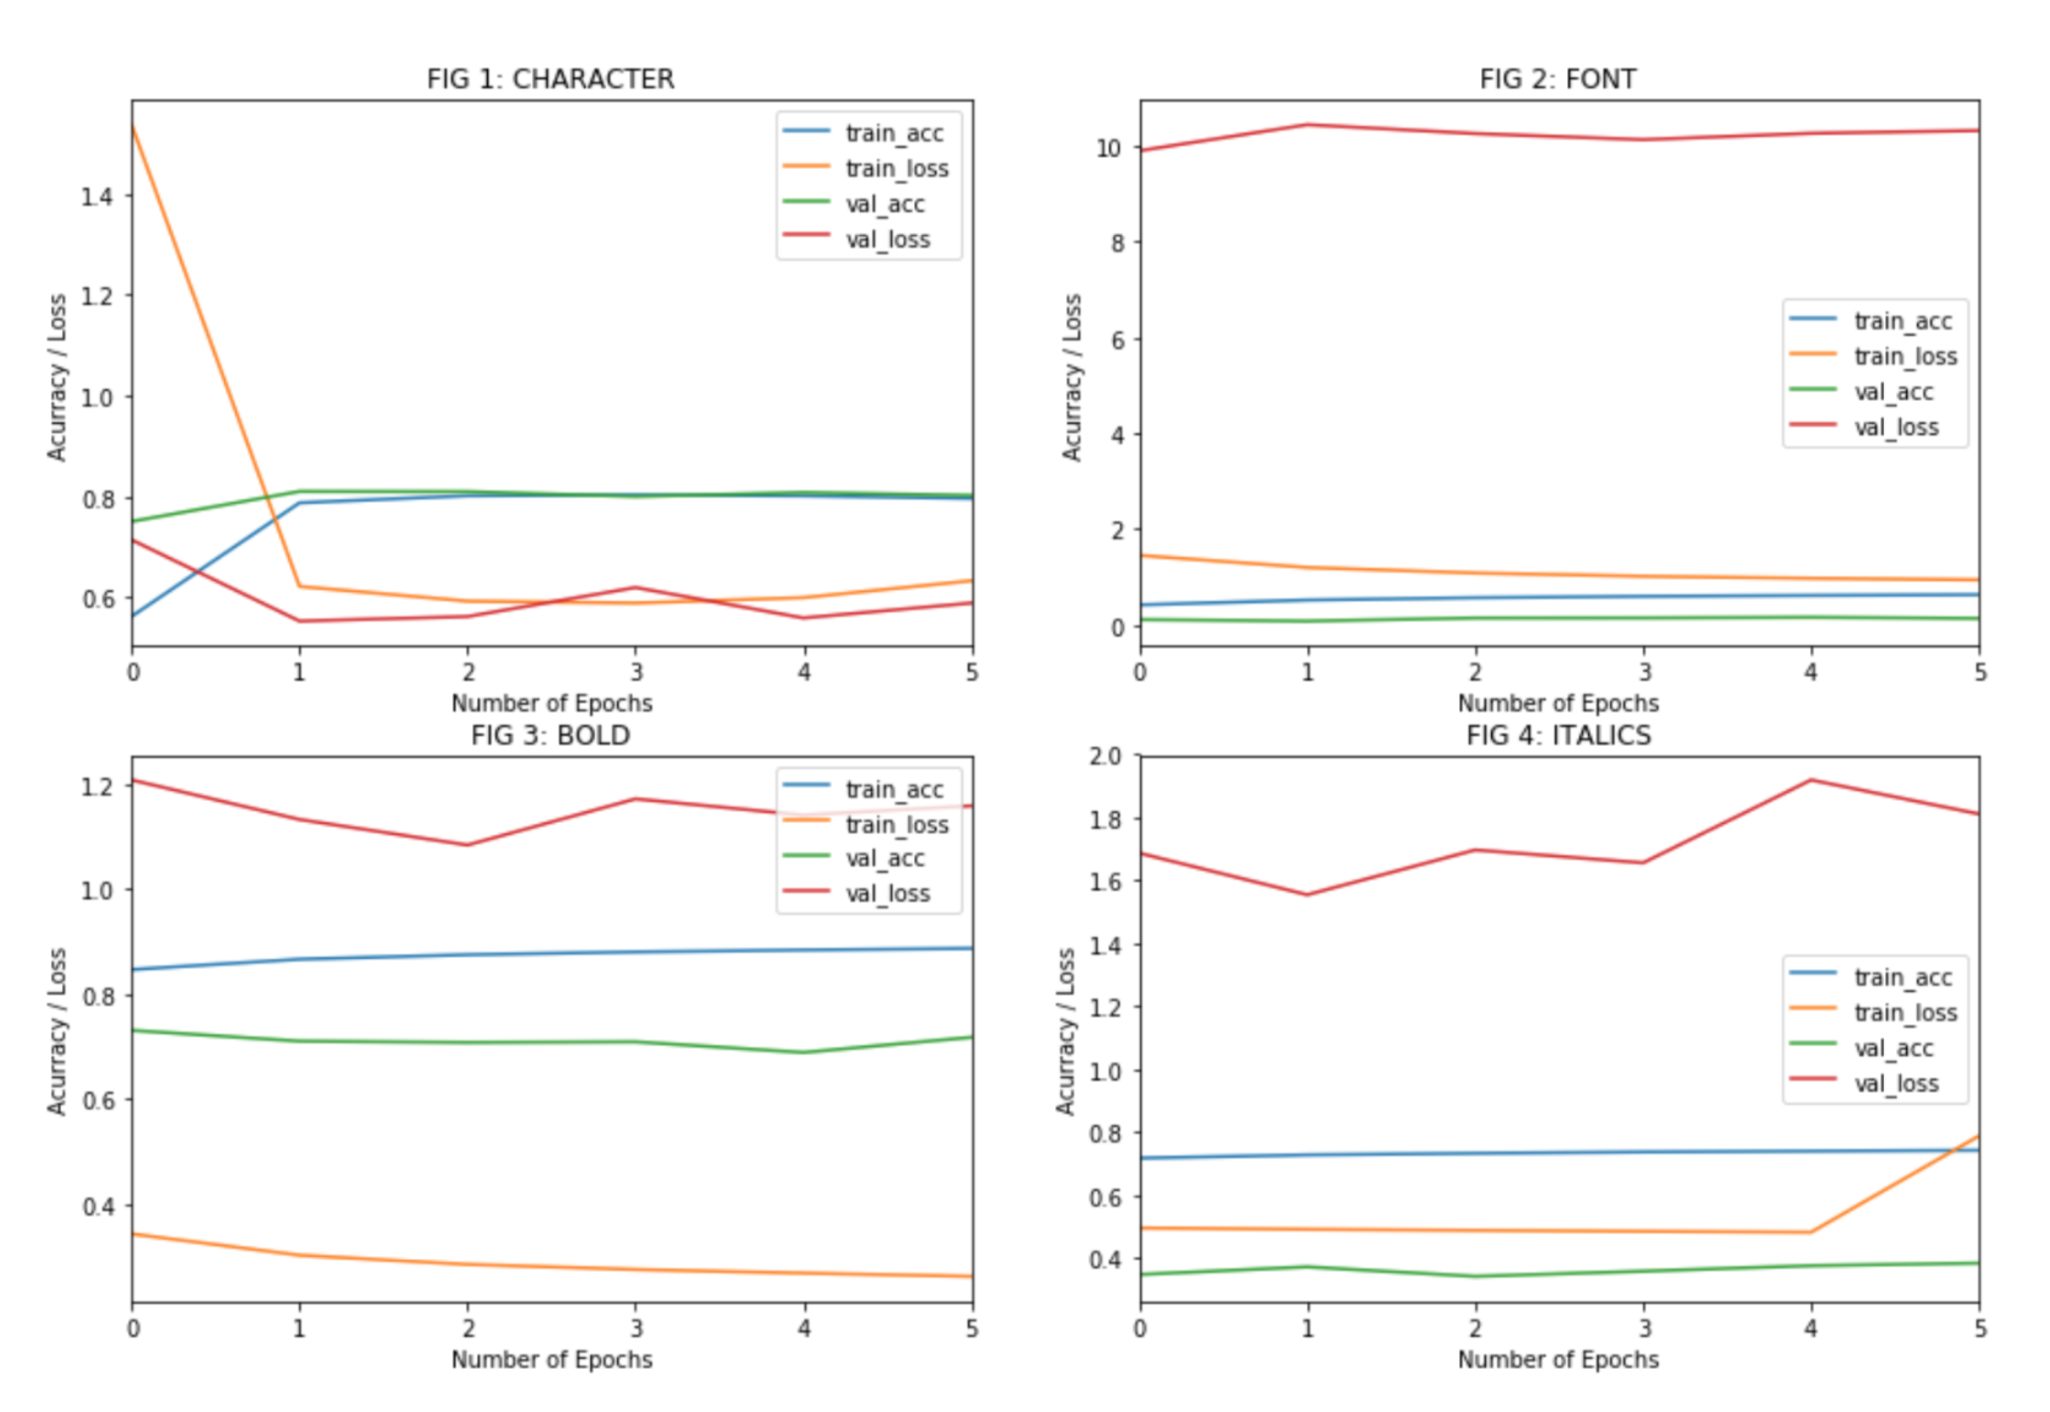 FIG 1: CHARACTER
Acurracy / Loss
1.4
1.2
1.0
0.8
0.6
train_acc
train_loss
val_acc
val_loss
0 1 2 3 4 5
Number of Epochs
FIG 2: FONT
Acurracy / Loss
10
8
6
4
2
0
train_acc
train_loss
val_acc
val_loss
0 1 2 3 4 5
Number of Epochs
FIG 3: BOLD
Acurracy / Loss
1.2
1.0
0.8
0.6
0.4
train_acc
train_loss
val_acc
val_loss
0 1 2 3 4 5
Number of Epochs
FIG 4: ITALICS
Acurracy / Loss
2.0
1.8
1.6
1.4
1.2
1.0
0.8
0.6
0.4
train_acc
train_loss
val_acc
val_loss
0 1 2 3 4 5
Number of Epochs